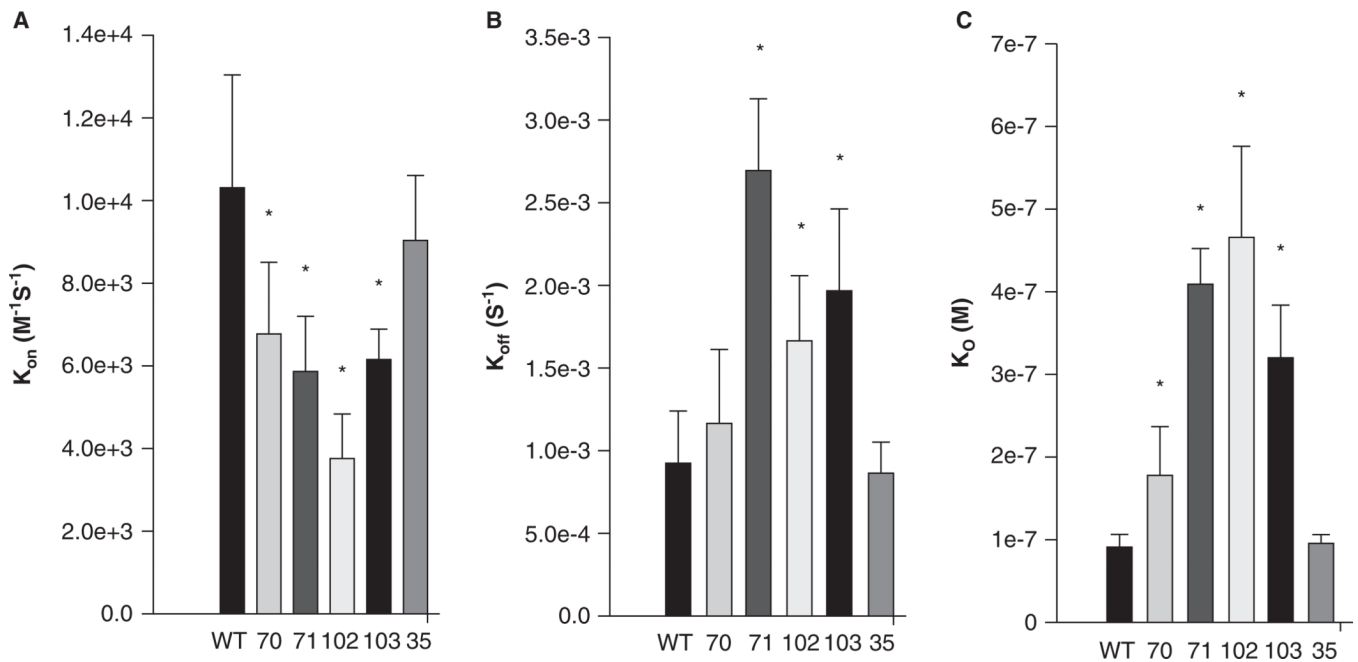 A
1.4e+4
1.2e+4
1.0e+4
8.0e+3
6.0e+3
4.0e+3
2.0e+3
0.0
K_on (M⁻¹S⁻¹)
* * * *
WT 70 71 102 103 35
B
3.5e-3
3.0e-3
2.5e-3
2.0e-3
1.5e-3
1.0e-3
5.0e-4
0.0
K_off (S⁻¹)
* * *
WT 70 71 102 103 35
C
7e-7
6e-7
5e-7
4e-7
3e-7
2e-7
1e-7
0
K_O (M)
* * * *
WT 70 71 102 103 35